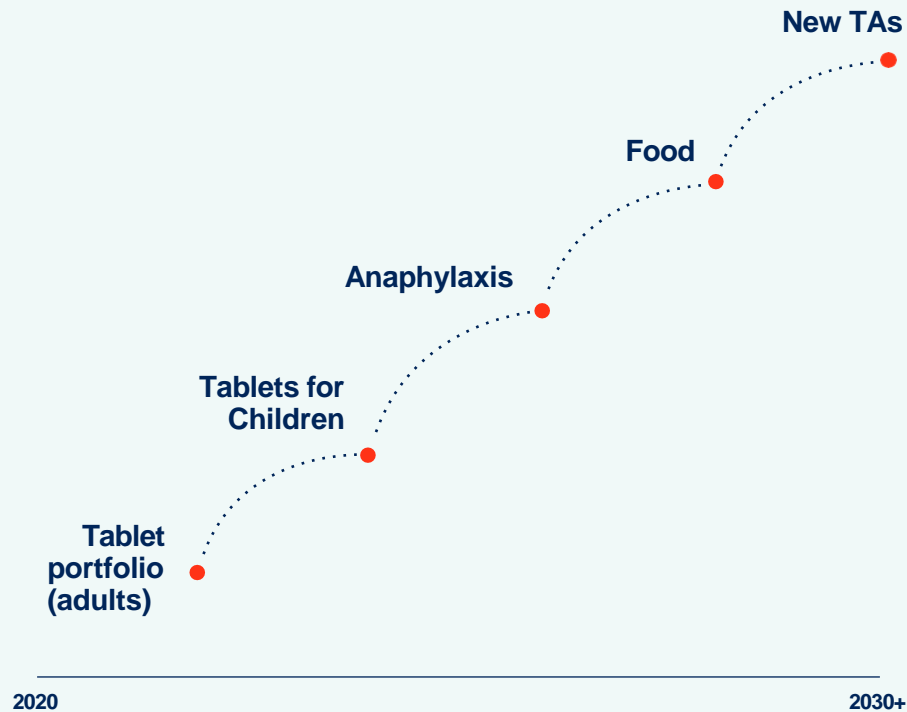 New TAs
Food
Anaphylaxis
Tablets for
Children
Tablet
portfolio
(adults)
2020
2030+